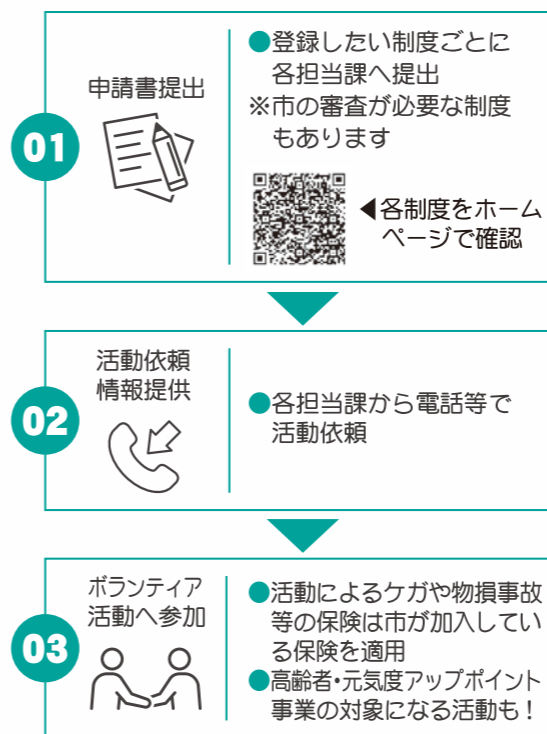 01
申請書提出
●登録したい制度ごとに
各担当課へ提出
※市の審査が必要な制度
もあります
◀各制度をホーム
ページで確認
02
活動依頼
情報提供
●各担当課から電話等で
活動依頼
03
ボランティア
活動へ参加
●活動によるケガや物損事故
等の保険は市が加入してい
る保険を適用
●高齢者・元気度アップポイント
事業の対象になる活動も！